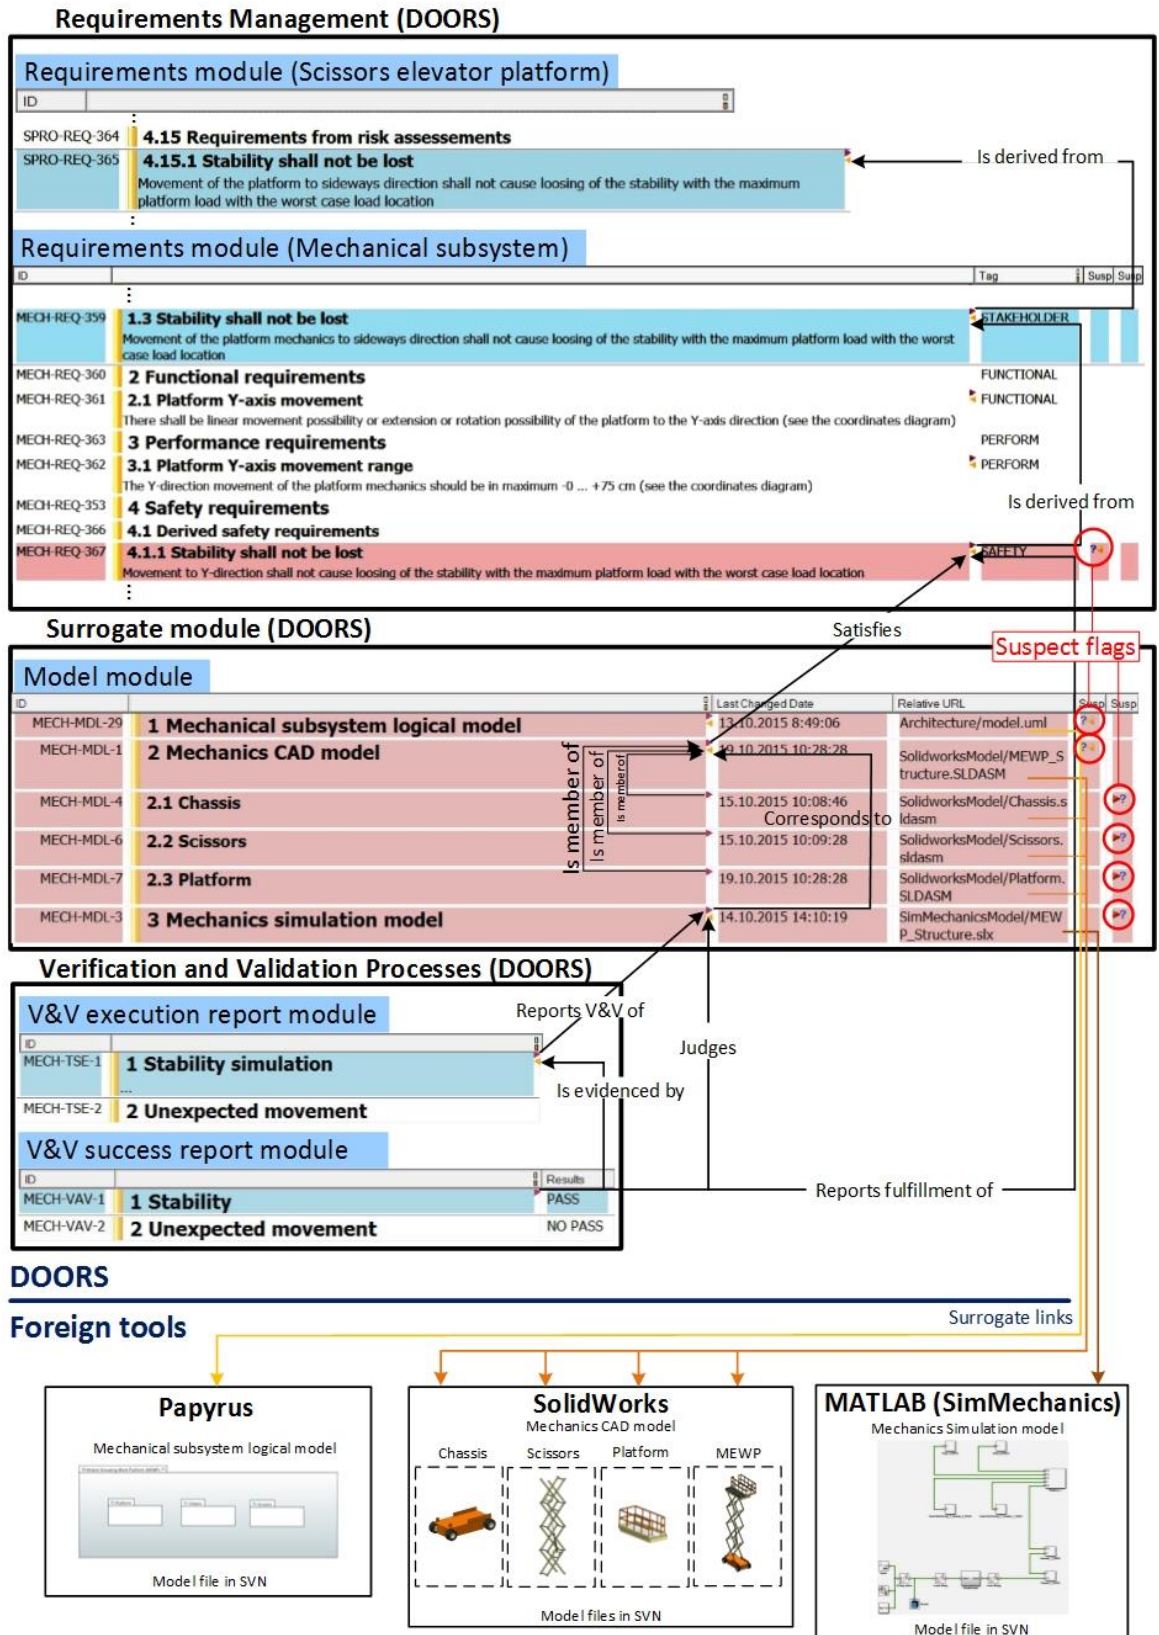 Requirements Management (DOORS)
Requirements module (Scissors elevator platform)
ID
SPRO-REQ-364 4.15 Requirements from risk assessements
SPRO-REQ-365 4.15.1 Stability shall not be lost
Is derived from
Movement of the platform to sideways direction shall not cause loosing of the stability with the maximum
platform load with the worst case load location
Requirements module (Mechanical subsystem)
ID Tag Susp Susp
MECH-REQ-359 1.3 Stability shall not be lost STAKEHOLDER
Movement of the platform mechanics to sideways direction shall not cause loosing of the stability with the maximum platform load with the worst
case load location
MECH-REQ-360 2 Functional requirements FUNCTIONAL
MECH-REQ-361 2.1 Platform Y-axis movement FUNCTIONAL
There shall be linear movement possibility or extension or rotation possibility of the platform to the Y-axis direction (see the coordinates diagram)
MECH-REQ-363 3 Performance requirements PERFORM
MECH-REQ-362 3.1 Platform Y-axis movement range PERFORM
The Y-direction movement of the platform mechanics should be in maximum -0 ... +75 cm (see the coordinates diagram)
Is derived from
MECH-REQ-353 4 Safety requirements
MECH-REQ-366 4.1 Derived safety requirements
MECH-REQ-367 4.1.1 Stability shall not be lost SAFETY ?
Movement to Y-direction shall not cause loosing of the stability with the maximum platform load with the worst case load location
Surrogate module (DOORS)
Satisfies
Suspect flags
Model module
ID Last Changed Date Relative URL Susp Susp
MECH-MDL-29 1 Mechanical subsystem logical model 13.10.2015 8:49:06 Architecture/model.uml ?
MECH-MDL-1 2 Mechanics CAD model 19.10.2015 10:28:28 SolidworksModel/MEWP_S ?
tructure.SLDASM
Is member of
Is member of
Is member of
MECH-MDL-4 2.1 Chassis 15.10.2015 10:08:46 SolidworksModel/Chassis.s ?
ldasm
Corresponds to
MECH-MDL-6 2.2 Scissors 15.10.2015 10:09:28 SolidworksModel/Scissors. ?
sldasm
MECH-MDL-7 2.3 Platform 19.10.2015 10:28:28 SolidworksModel/Platform. ?
SLDASM
MECH-MDL-3 3 Mechanics simulation model 14.10.2015 14:10:19 SimMechanicsModel/MEW ?
P_Structure.slx
Verification and Validation Processes (DOORS)
V&V execution report module
Reports V&V of
ID
MECH-TSE-1 1 Stability simulation
...
Judges
Is evidenced by
MECH-TSE-2 2 Unexpected movement
V&V success report module
ID Results
MECH-VAV-1 1 Stability PASS
Reports fulfillment of
MECH-VAV-2 2 Unexpected movement NO PASS
DOORS
Surrogate links
Foreign tools
Papyrus
Mechanical subsystem logical model
Model file in SVN
SolidWorks
Mechanics CAD model
Chassis Scissors Platform MEWP
Model files in SVN
MATLAB (SimMechanics)
Mechanics Simulation model
Model file in SVN